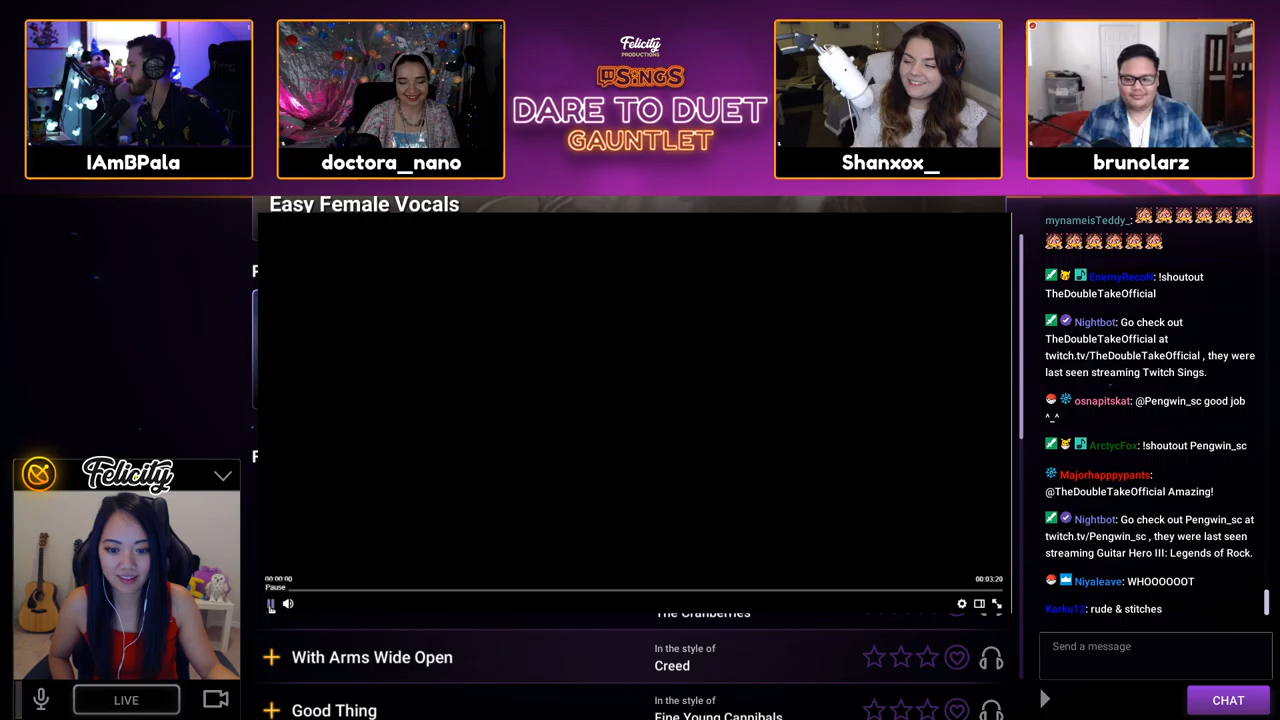 IAmBPala
doctora__nano
Felicity
PRODUCTIONS
SINGS
DARE TO DUET
GAUNTLET
Shanxox_
brunolarz
Easy Female Vocals
mynameisTeddy_:
EnemyRecoN: !shoutout
TheDoubleTakeOfficial
Nightbot: Go check out
TheDoubleTakeOfficial at
twitch.tv/TheDoubleTakeOfficial , they were
last seen streaming Twitch Sings.
osnapitskat: @Pengwin_sc good job
^_^
ArctycFox: !shoutout Pengwin_sc
Majorhapppypants:
@TheDoubleTakeOfficial Amazing!
Nightbot: Go check out Pengwin_sc at
twitch.tv/Pengwin_sc , they were last seen
streaming Guitar Hero III: Legends of Rock.
Niyaleave: WHOOOOOOT
Karku12: rude & stitches
Send a message
CHAT
Felicity
LIVE
00:00:00
Pause
00:03:20
The Cranberries
With Arms Wide Open
In the style of
Creed
Good Thing
In the style of
Fine Young Cannibals